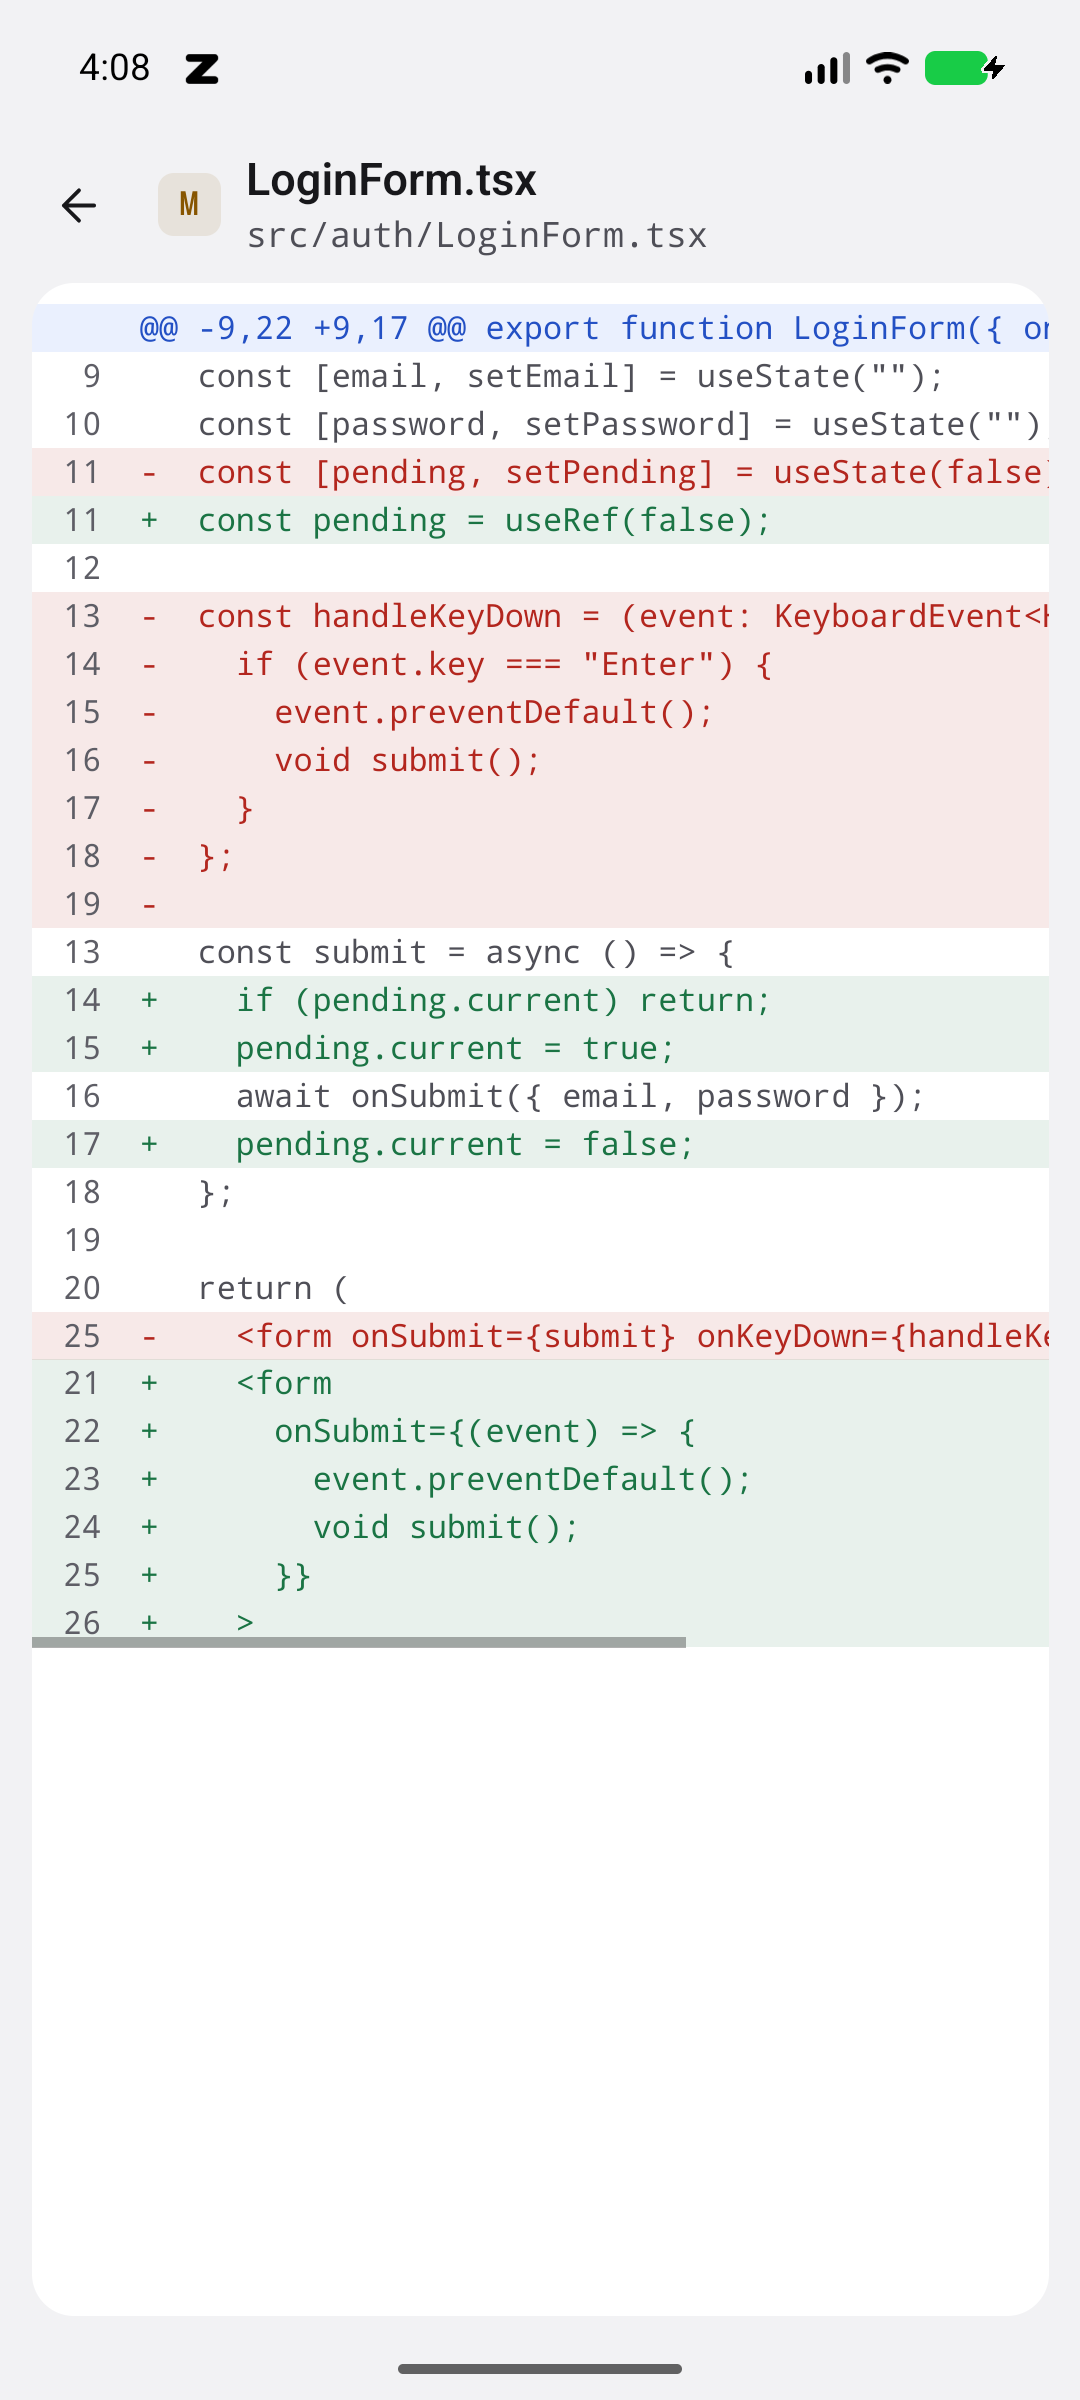 4:08
M
LoginForm.tsx
src/auth/LoginForm.tsx
@@ -9,22 +9,17 @@ export function LoginForm({ on
9 const [email, setEmail] = useState("");
10 const [password, setPassword] = useState("")
11 - const [pending, setPending] = useState(false)
11 + const pending = useRef(false);
12
13 - const handleKeyDown = (event: KeyboardEvent<H
14 - if (event.key === "Enter") {
15 - event.preventDefault();
16 - void submit();
17 - }
18 - };
19 -
13 const submit = async () => {
14 + if (pending.current) return;
15 + pending.current = true;
16 await onSubmit({ email, password });
17 + pending.current = false;
18 };
19
20 return (
25 - <form onSubmit={submit} onKeyDown={handleKe
21 + <form
22 + onSubmit={(event) => {
23 + event.preventDefault();
24 + void submit();
25 + }}
26 + >